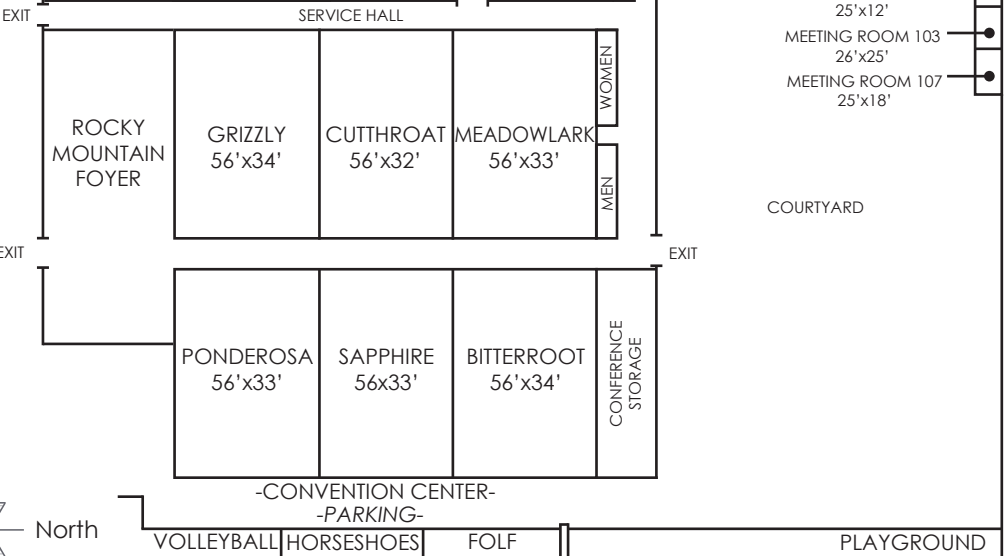 EXIT
SERVICE HALL
25'x12'
MEETING ROOM 103
26'x25'
MEETING ROOM 107
25'x18'
ROCKY
MOUNTAIN
FOYER
GRIZZLY
56'x34'
CUTTHROAT
56'x32'
MEADOWLARK
56'x33'
WOMEN
MEN
COURTYARD
EXIT
EXIT
PONDEROSA
56'x33'
SAPPHIRE
56x33'
BITTERROOT
56'x34'
CONFERENCE
STORAGE
-CONVENTION CENTER-
-PARKING-
North
VOLLEYBALL
HORSESHOES
FOLF
PLAYGROUND